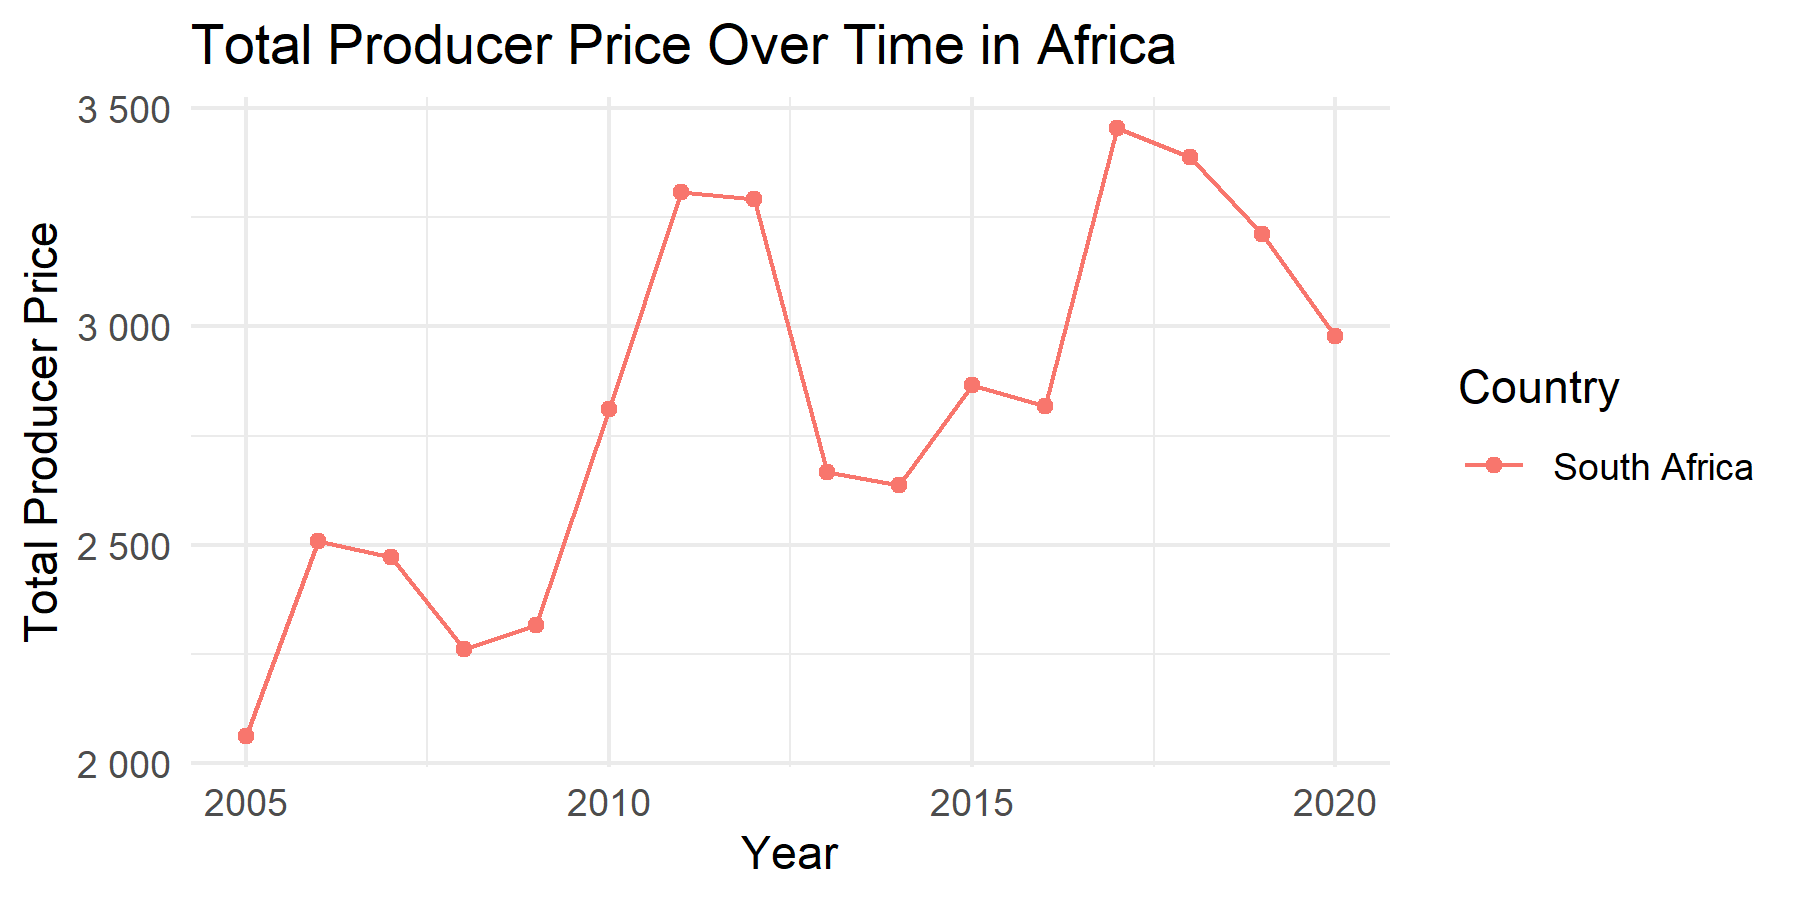 Total Producer Price Over Time in Africa
3 500
3 000
2 500
2 000
Total Producer Price
2005 2010 2015 2020
Year
Country
South Africa